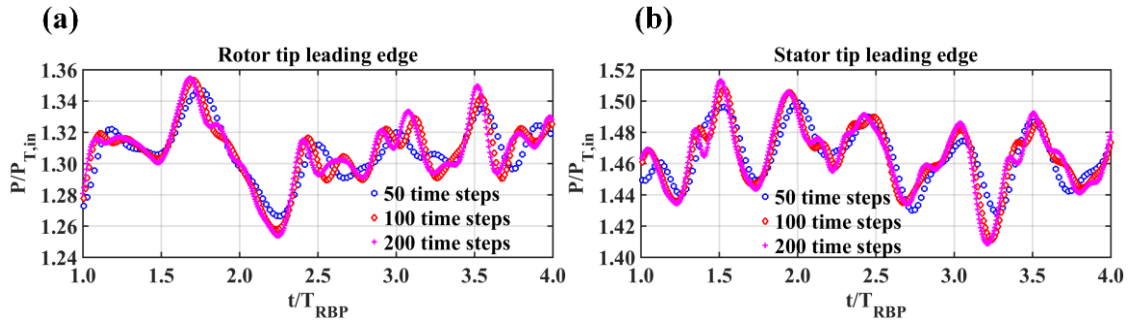 (a)
Rotor tip leading edge
P/P_T,in
1.36
1.34
1.32
1.30
1.28
1.26
1.24
50 time steps
100 time steps
200 time steps
1.0 1.5 2.0 2.5 3.0 3.5 4.0
t/T_RBP
(b)
Stator tip leading edge
P/P_T,in
1.52
1.50
1.48
1.46
1.44
1.42
1.40
50 time steps
100 time steps
200 time steps
1.0 1.5 2.0 2.5 3.0 3.5 4.0
t/T_RBP